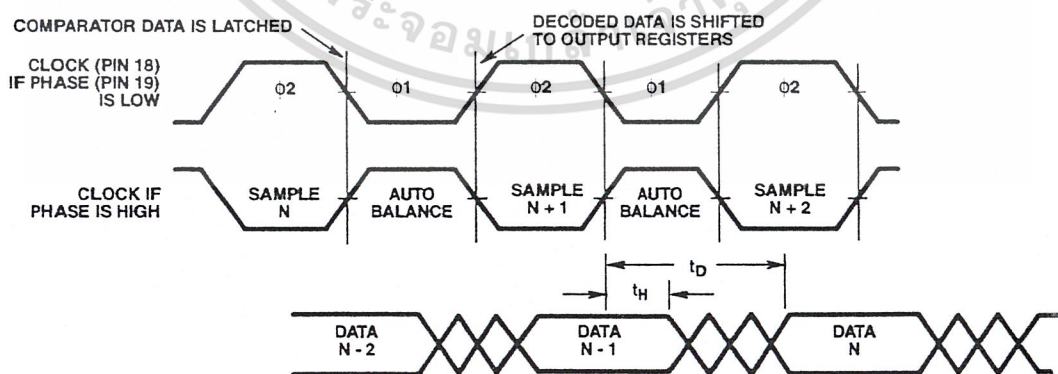 COMPARATOR DATA IS LATCHED
DECODED DATA IS SHIFTED
TO OUTPUT REGISTERS
CLOCK (PIN 18)
IF PHASE (PIN 19)
IS LOW
ϕ2
ϕ1
ϕ2
ϕ1
ϕ2
CLOCK IF
PHASE IS HIGH
SAMPLE
N
AUTO
BALANCE
SAMPLE
N + 1
AUTO
BALANCE
SAMPLE
N + 2
tD
tH
DATA
N - 2
DATA
N - 1
DATA
N